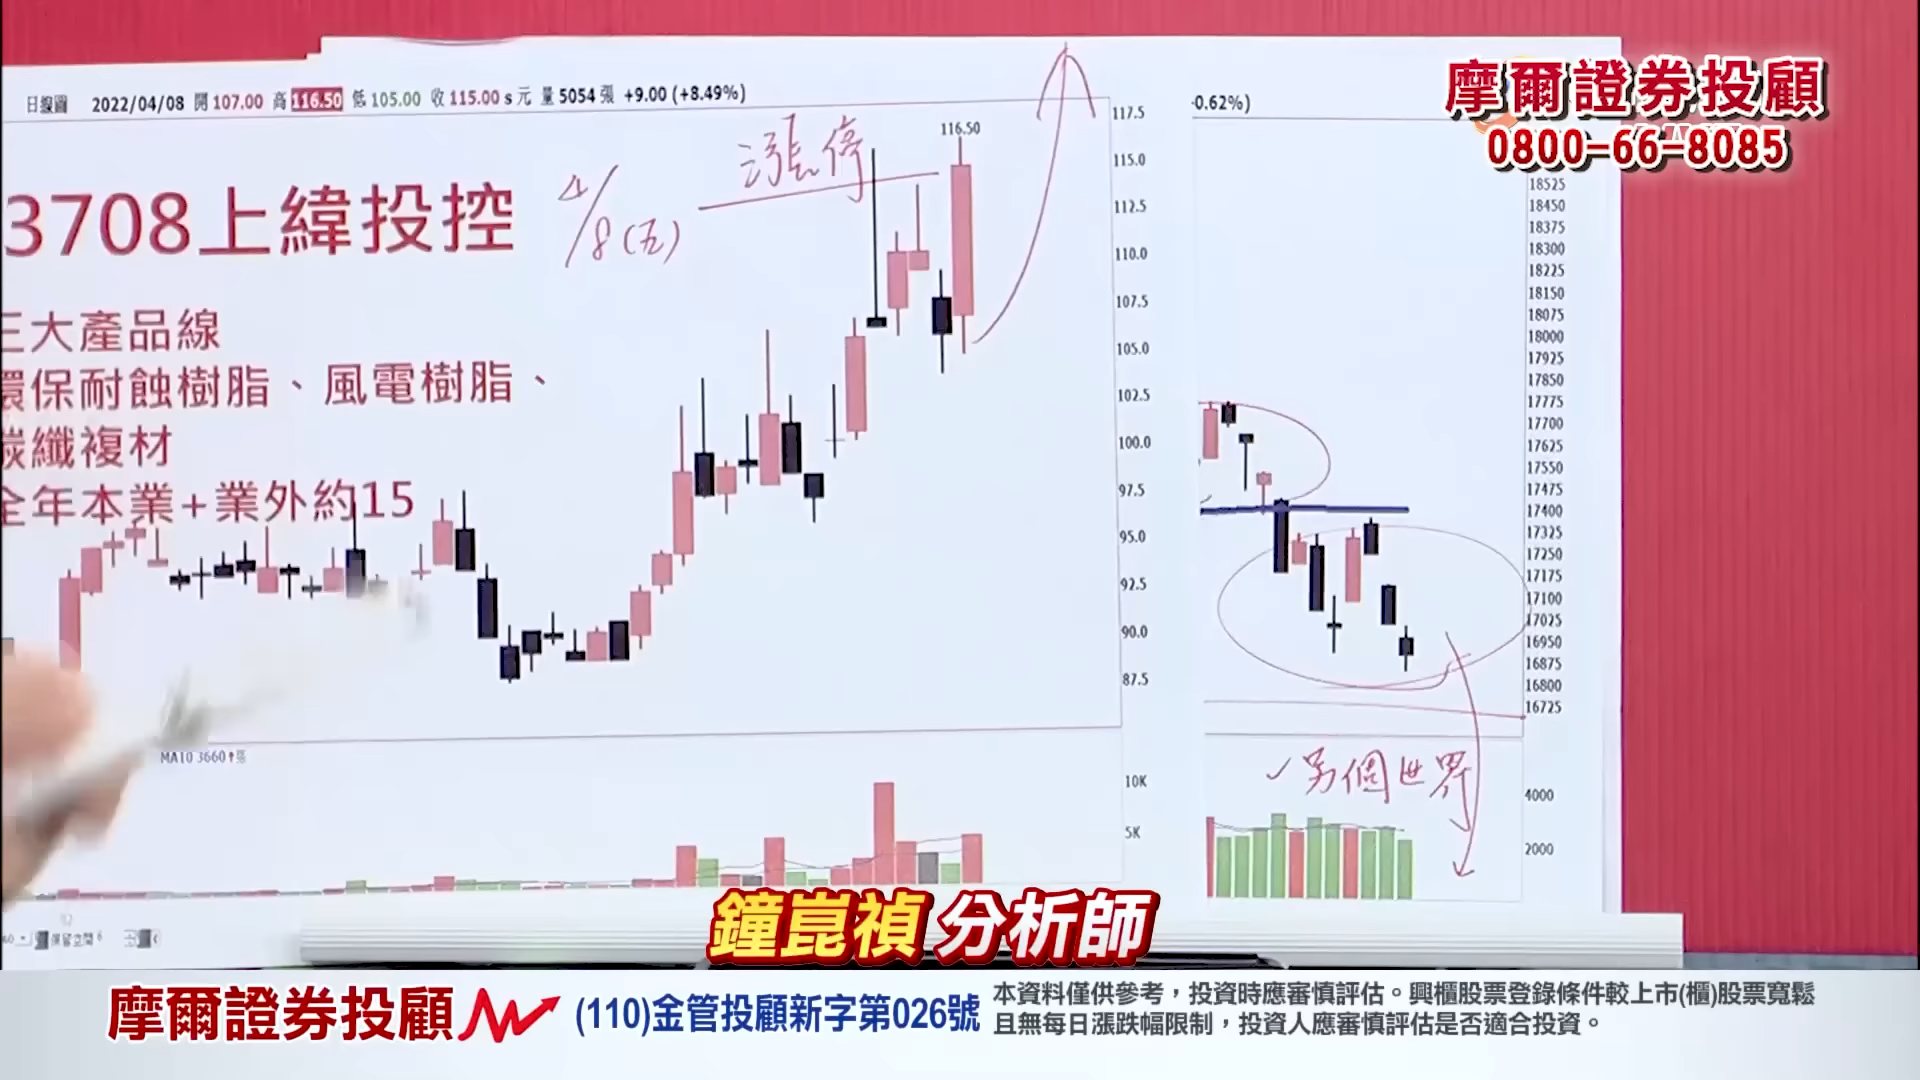 日線圖 2022/04/08 開 107.00 高 116.50 低 105.00 收 115.00 s 元 量 5054 張 +9.00 (+8.49%)
-0.62%)
摩爾證券投顧
0800-66-8085
3708上緯投控
4/8(五)
漲停
116.50
三大產品線
環保耐蝕樹脂、風電樹脂、
碳纖複材
全年本業+業外約15
117.5
115.0
112.5
110.0
107.5
105.0
102.5
100.0
97.5
95.0
92.5
90.0
87.5
10K
5K
18525
18450
18375
18300
18225
18150
18075
18000
17925
17850
17775
17700
17625
17550
17475
17400
17325
17250
17175
17100
17025
16950
16875
16800
16725
4000
2000
✓另個世界
MA10 3660↑張
保留空間
鐘崑禎 分析師
摩爾證券投顧 (110)金管投顧新字第026號
本資料僅供參考，投資時應審慎評估。興櫃股票登錄條件較上市(櫃)股票寬鬆
且無每日漲跌幅限制，投資人應審慎評估是否適合投資。